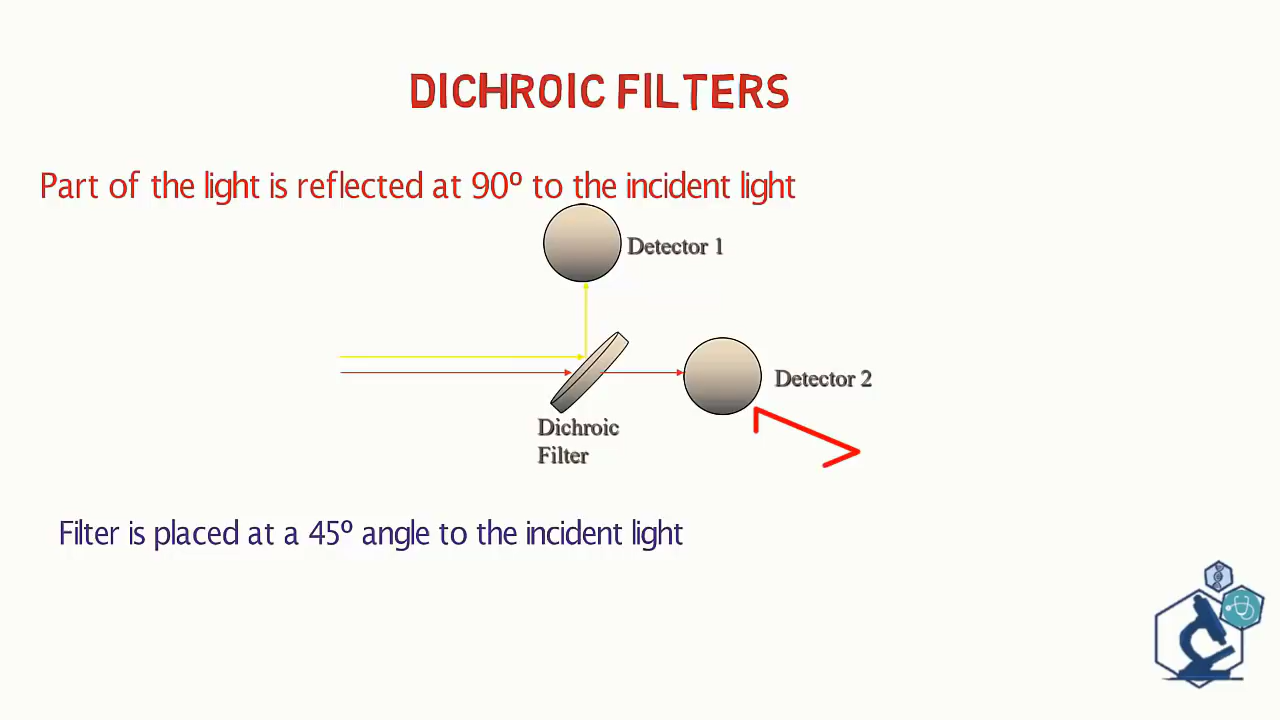 DICHROIC FILTERS
Part of the light is reflected at 90º to the incident light
Detector 1
Detector 2
Dichroic
Filter
Filter is placed at a 45º angle to the incident light